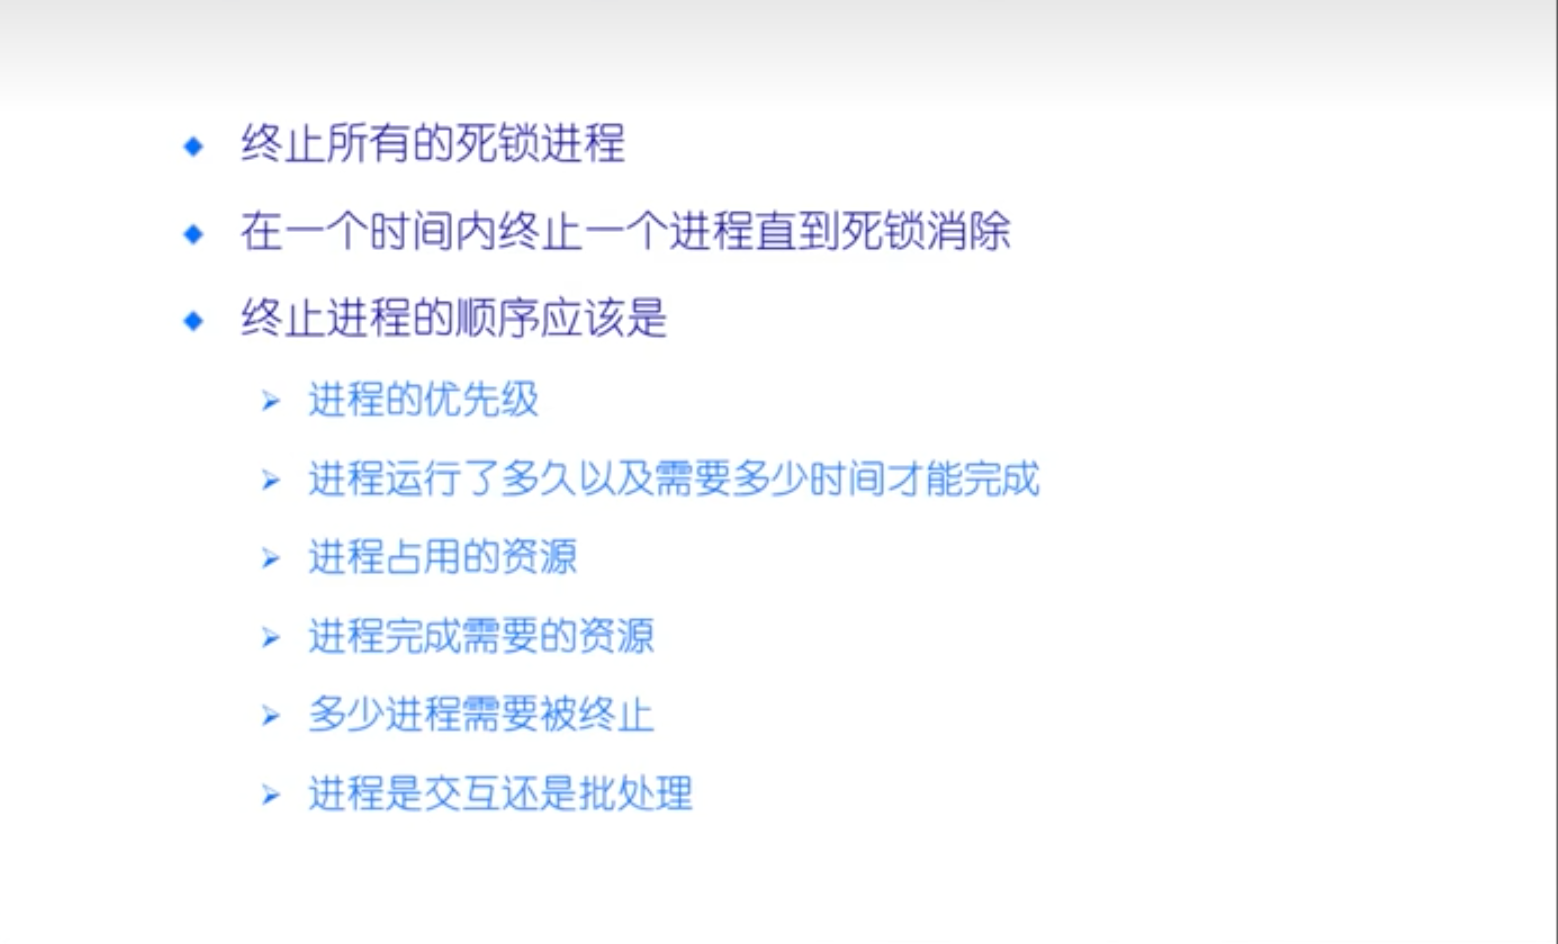 终止所有的死锁进程
在一个时间内终止一个进程直到死锁消除
终止进程的顺序应该是
进程的优先级
进程运行了多久以及需要多少时间才能完成
进程占用的资源
进程完成需要的资源
多少进程需要被终止
进程是交互还是批处理